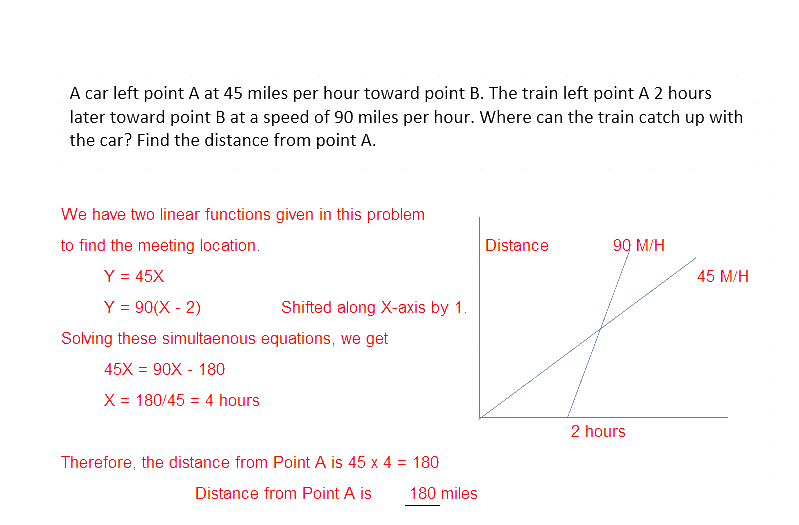 A car left point A at 45 miles per hour toward point B. The train left point A 2 hours
later toward point B at a speed of 90 miles per hour. Where can the train catch up with
the car? Find the distance from point A.
We have two linear functions given in this problem
to find the meeting location.
Y = 45X
Y = 90(X - 2) Shifted along X-axis by 1.
Solving these simultaenous equations, we get
45X = 90X - 180
X = 180/45 = 4 hours
Therefore, the distance from Point A is 45 x 4 = 180
Distance from Point A is 180 miles
Distance
90 M/H
45 M/H
2 hours